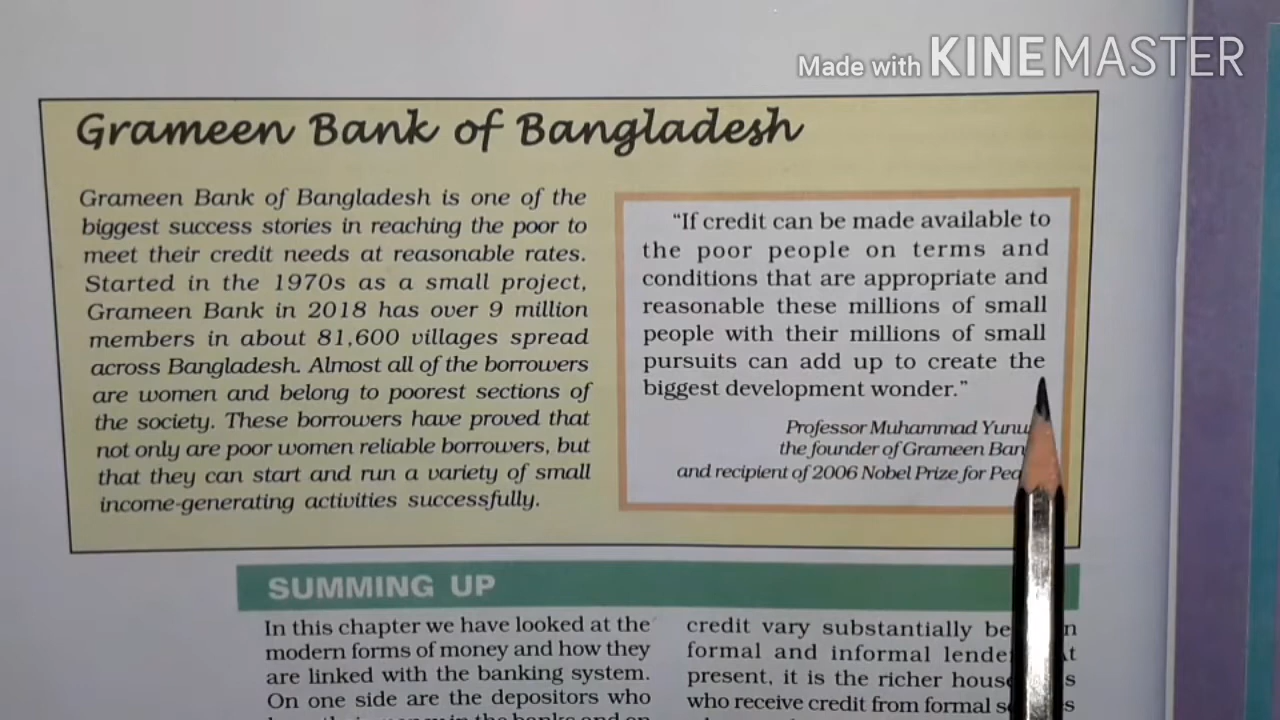 Made with KINEMASTER
Grameen Bank of Bangladesh
Grameen Bank of Bangladesh is one of the
biggest success stories in reaching the poor to
meet their credit needs at reasonable rates.
Started in the 1970s as a small project,
Grameen Bank in 2018 has over 9 million
members in about 81,600 villages spread
across Bangladesh. Almost all of the borrowers
are women and belong to poorest sections of
the society. These borrowers have proved that
not only are poor women reliable borrowers, but
that they can start and run a variety of small
income-generating activities successfully.
“If credit can be made available to
the poor people on terms and
conditions that are appropriate and
reasonable these millions of small
people with their millions of small
pursuits can add up to create the
biggest development wonder.”
Professor Muhammad
the founder of Grameen
and recipient of 2006 Nobel Prize for
SUMMING UP
In this chapter we have looked at the
modern forms of money and how they
are linked with the banking system.
On one side are the depositors who
credit vary substantially
formal and informal
present, it is the richer
who receive credit from formal